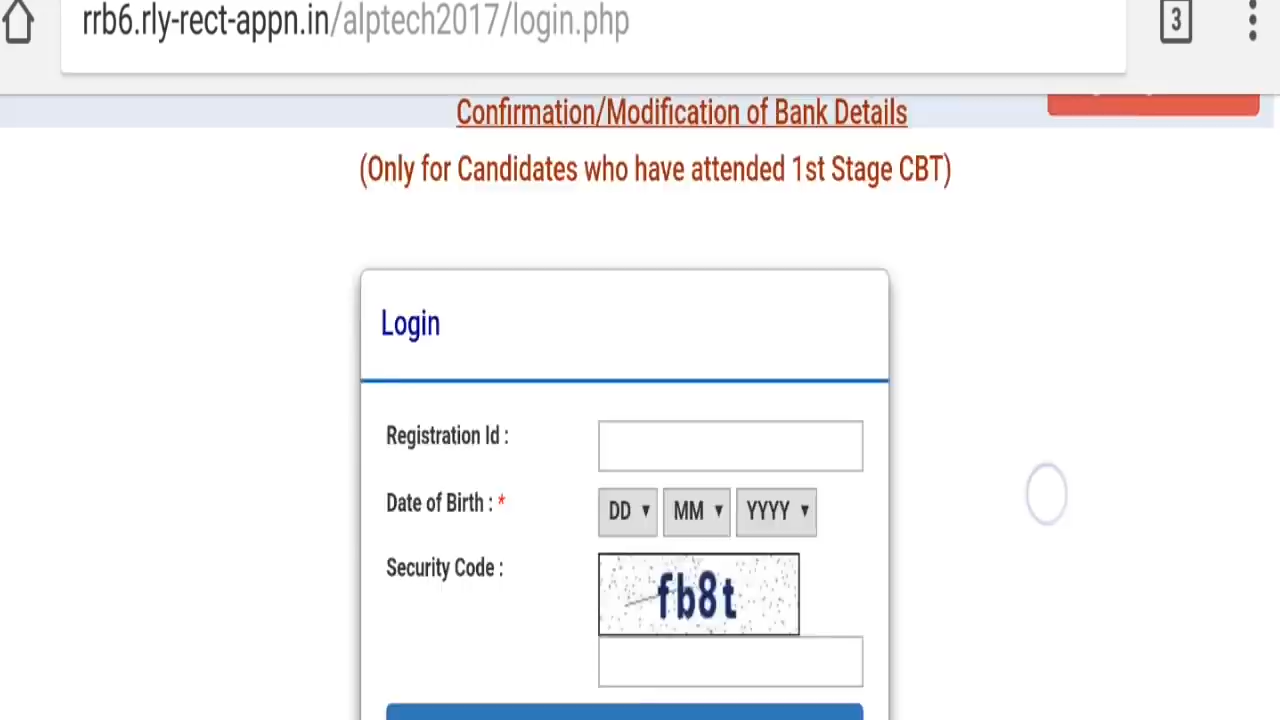 rrb6.rly-rect-appn.in/alptech2017/login.php
3
Confirmation/Modification of Bank Details
(Only for Candidates who have attended 1st Stage CBT)
Login
Registration Id :
Date of Birth : *
DD ▼ MM ▼ YYYY ▼
Security Code :
fb8t